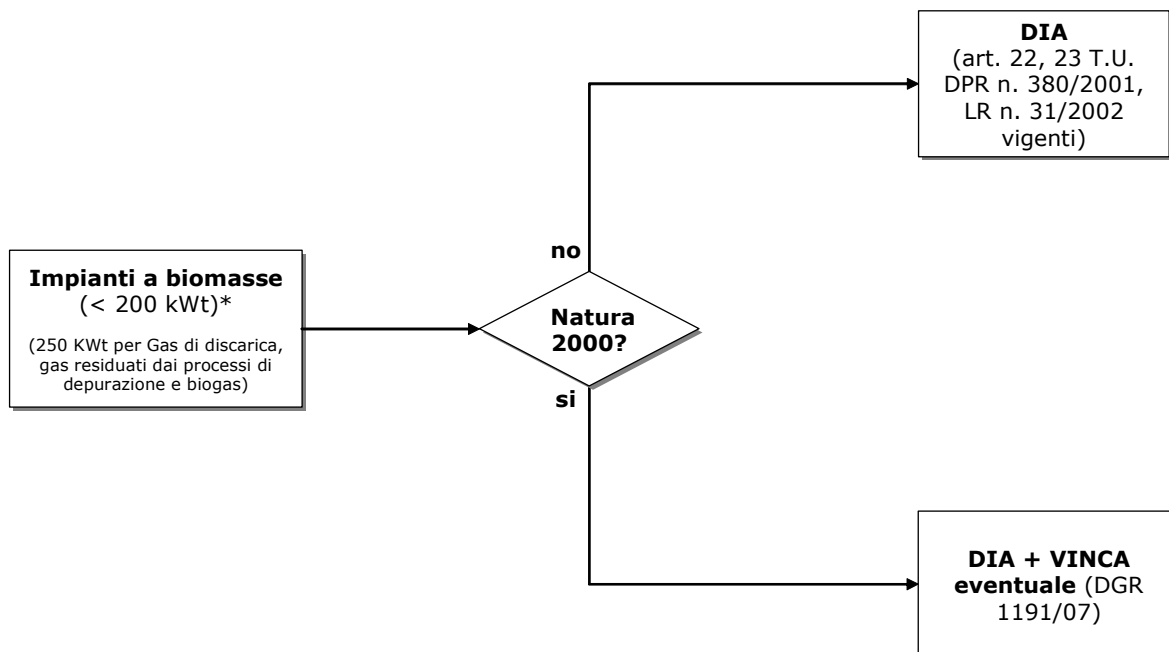 DIA
(art. 22, 23 T.U.
DPR n. 380/2001,
LR n. 31/2002
vigenti)
no
Impianti a biomasse
(< 200 kWt)*
(250 KWt per Gas di discarica,
gas residuati dai processi di
depurazione e biogas)
Natura
2000?
si
DIA + VINCA
eventuale (DGR
1191/07)